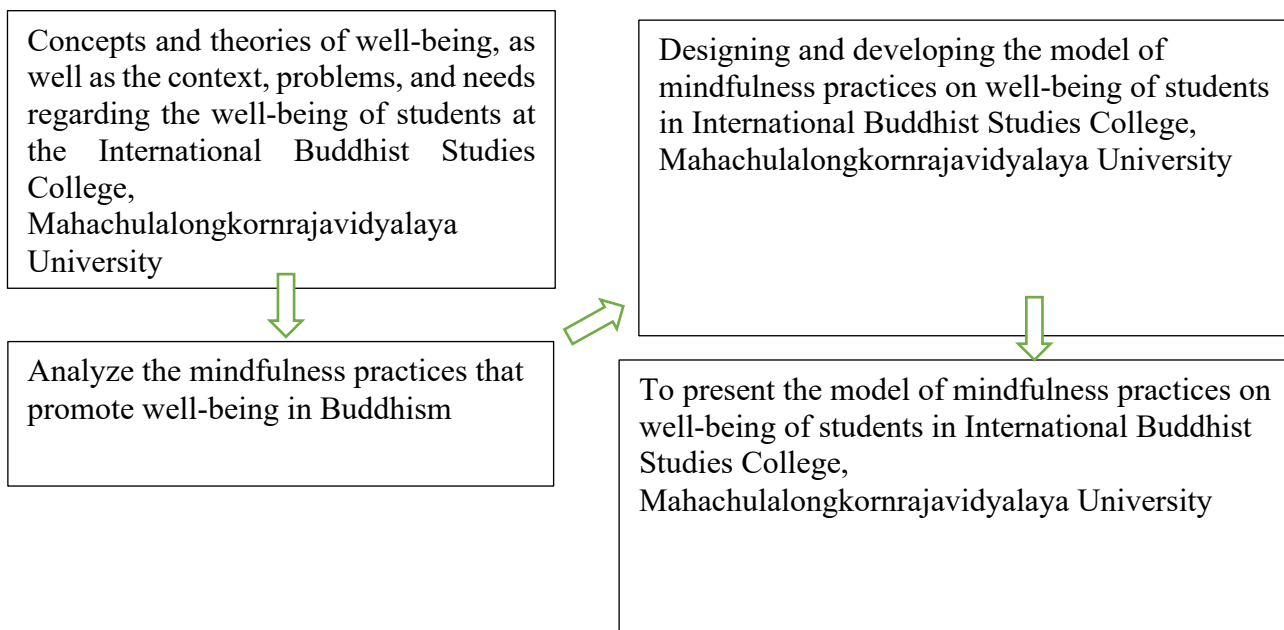 Concepts and theories of well-being, as
well as the context, problems, and needs
regarding the well-being of students at
the International Buddhist Studies
College,
Mahachulalongkornrajavidyalaya
University
Analyze the mindfulness practices that
promote well-being in Buddhism
Designing and developing the model of
mindfulness practices on well-being of students
in International Buddhist Studies College,
Mahachulalongkornrajavidyalaya University
To present the model of mindfulness practices on
well-being of students in International Buddhist
Studies College,
Mahachulalongkornrajavidyalaya University